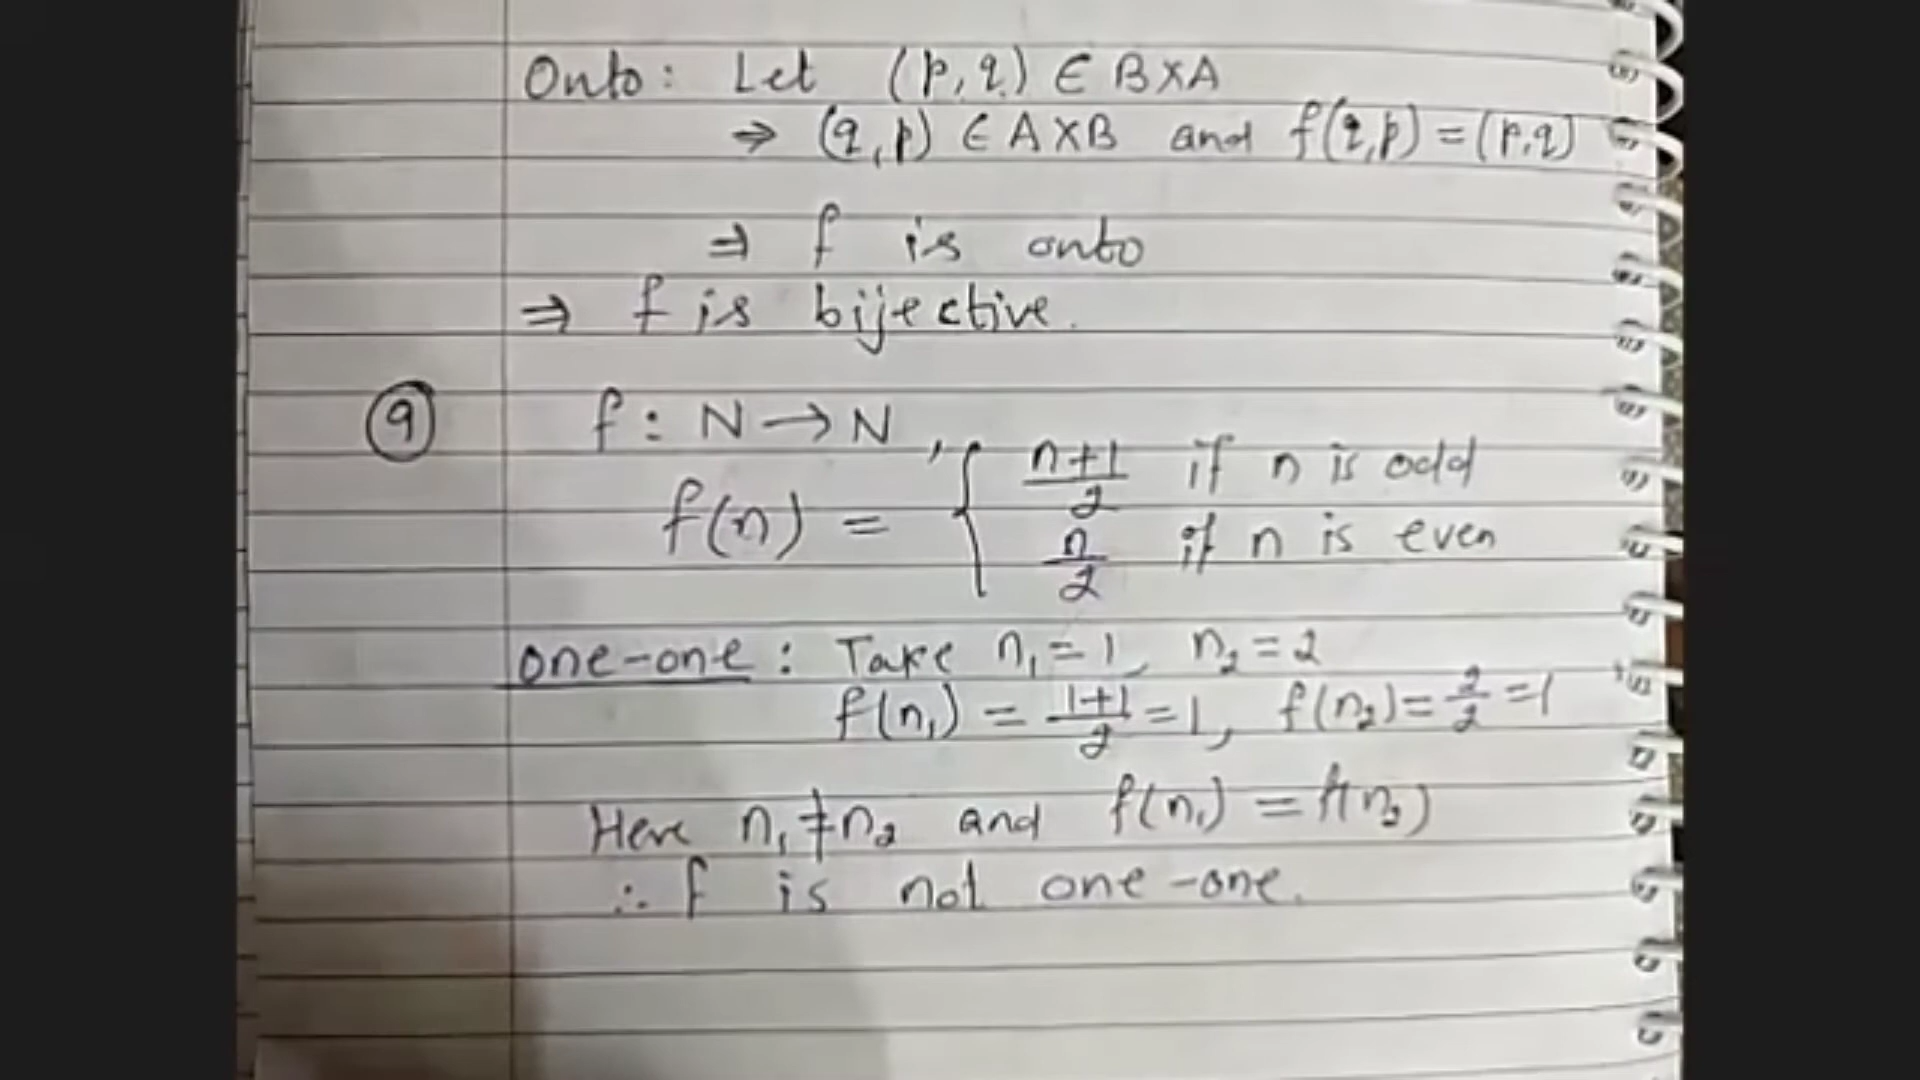 Onto: Let (p,q) ∈ B×A
⇒ (q,p) ∈ A×B and f(q,p) = (p,q)
⇒ f is onto
⇒ f is bijective.
9 f : N → N ,
f(n) = { (n+1)/2 if n is odd
n/2 if n is even
one-one : Take n₁ = 1, n₂ = 2
f(n₁) = (1+1)/2 = 1, f(n₂) = 2/2 = 1
Here n₁ ≠ n₂ and f(n₁) = f(n₂)
∴ f is not one-one.